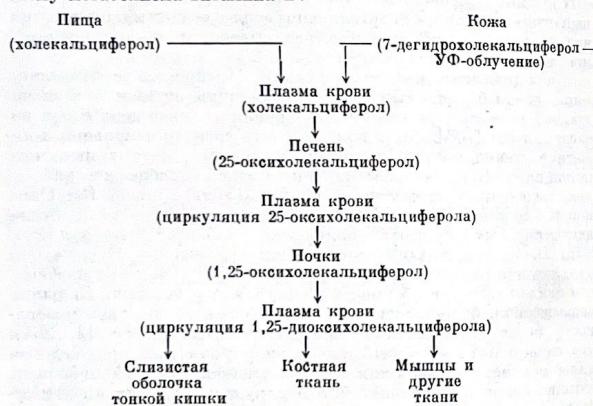 Пища
Кожа
(холекальциферол)
(7-дегидрохолекальциферол —
УФ-облучение)
Плазма крови
(холекальциферол)
Печень
(25-оксихолекальциферол)
Плазма крови
(циркуляция 25-оксихолекальциферола)
Почки
(1,25-оксихолекальциферол)
Плазма крови
(циркуляция 1,25-диоксихолекальциферола)
Слизистая
оболочка
тонкой кишки
Костная
ткань
Мышцы и
другие
ткани